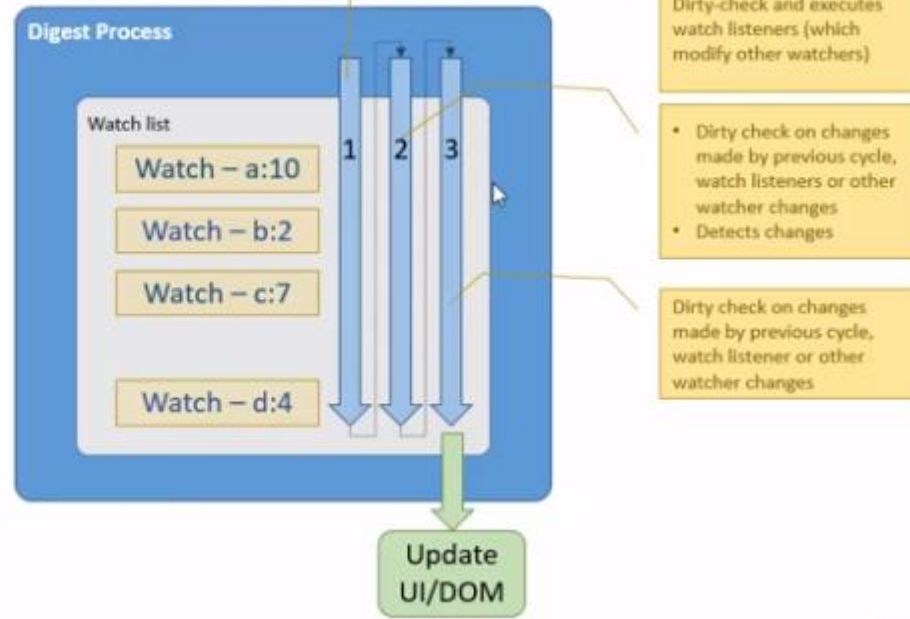 Digest Process
Watch list
Watch – a:10
Watch – b:2
Watch – c:7
Watch – d:4
1 2 3
Dirty-check and executes
watch listeners (which
modify other watchers)
• Dirty check on changes
made by previous cycle,
watch listeners or other
watcher changes
• Detects changes
Dirty check on changes
made by previous cycle,
watch listener or other
watcher changes
Update
UI/DOM